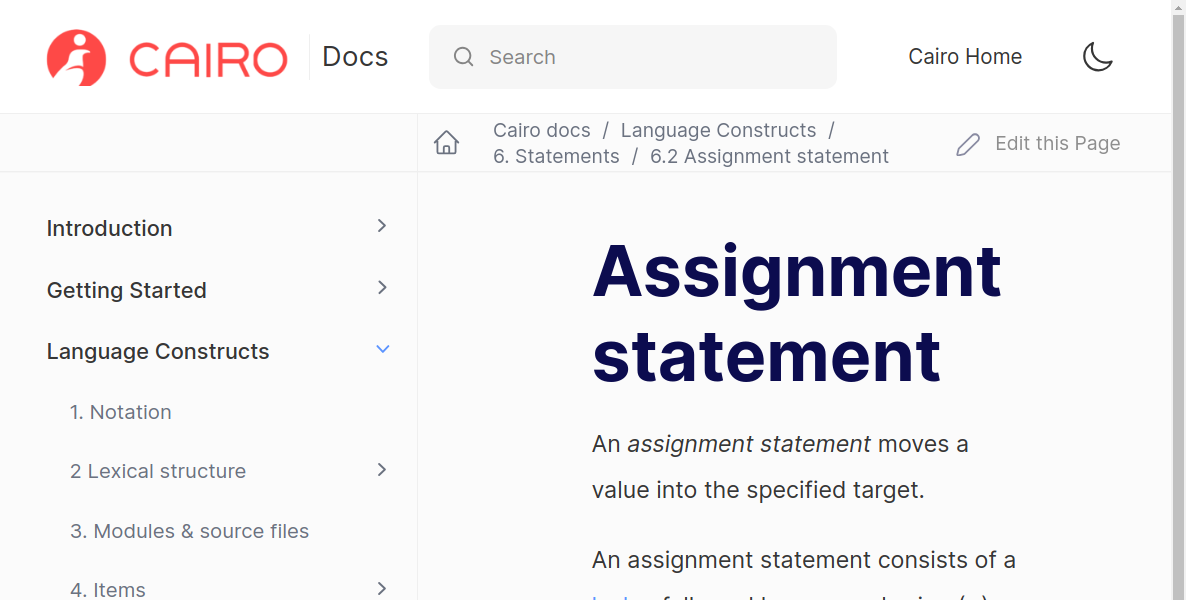 CAIRO Docs
Search
Cairo Home
Cairo docs / Language Constructs /
6. Statements / 6.2 Assignment statement
Edit this Page
Introduction
Getting Started
Language Constructs
1. Notation
2 Lexical structure
3. Modules & source files
4. Items
Assignment
statement
An assignment statement moves a
value into the specified target.
An assignment statement consists of a